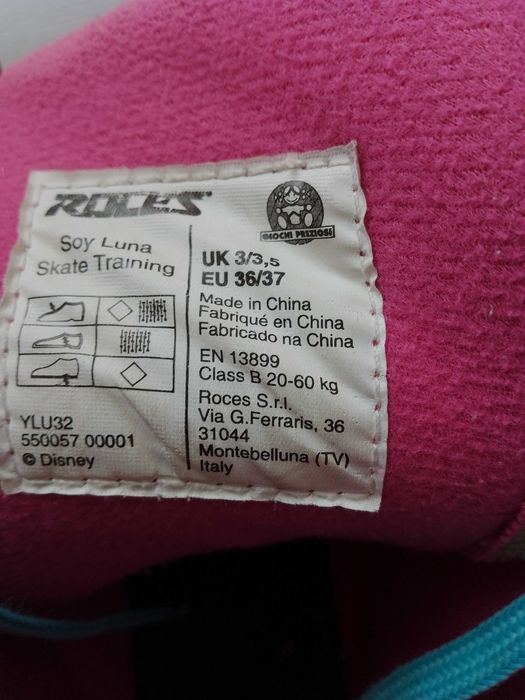 ROCES
Soy Luna
Skate Training
YLU32
550057 00001
© Disney
GIOCHI PREZIOSI
UK 3/3,5
EU 36/37
Made in China
Fabriqué en China
Fabricado na China
EN 13899
Class B 20-60 kg
Roces S.r.l.
Via G.Ferraris, 36
31044
Montebelluna (TV)
Italy